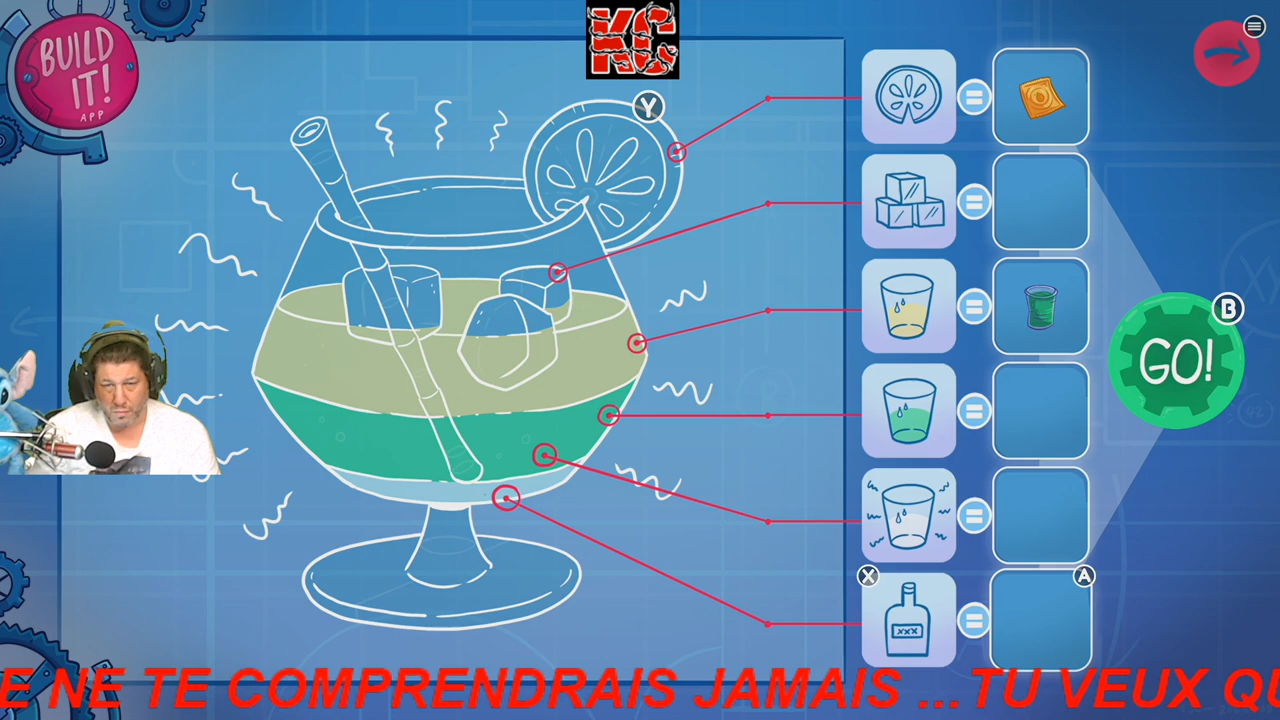 BUILD
IT!
APP
KC
Y
B
GO!
X
A
XXX
E NE TE COMPRENDRAIS JAMAIS ...TU VEUX QU